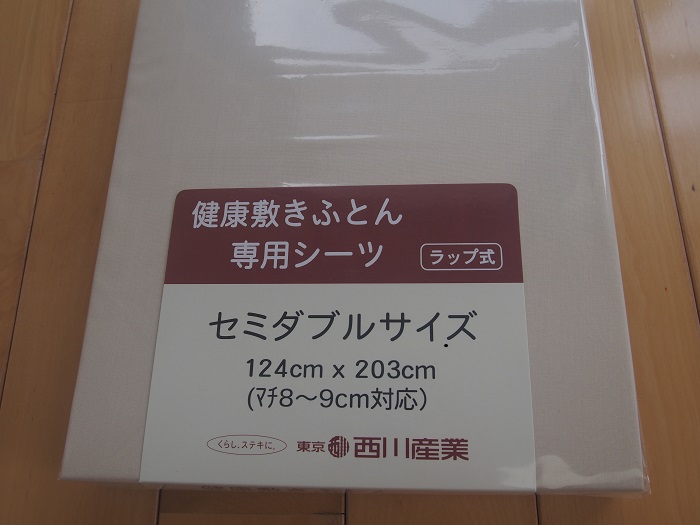 健康敷きふとん
専用シーツ
ラップ式
セミダブルサイズ
124cm x 203cm
(ﾏﾁ8〜9cm対応)
くらし、ステキに。
東京 西川産業